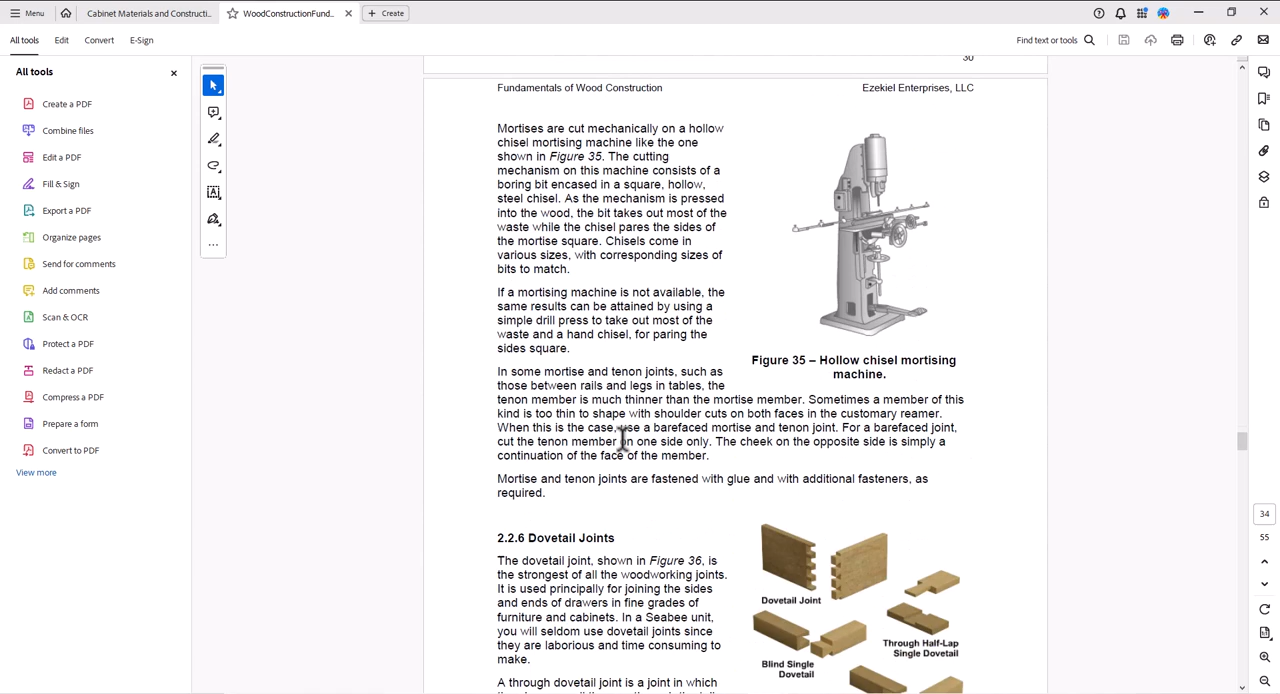 Menu
Cabinet Materials and Constructi...
WoodConstructionFund...
Create
All tools
Edit
Convert
E-Sign
Find text or tools
All tools
Create a PDF
Combine files
Edit a PDF
Fill & Sign
Export a PDF
Organize pages
Send for comments
Add comments
Scan & OCR
Protect a PDF
Redact a PDF
Compress a PDF
Prepare a form
Convert to PDF
View more
30
Fundamentals of Wood Construction
Ezekiel Enterprises, LLC
Mortises are cut mechanically on a hollow
chisel mortising machine like the one
shown in Figure 35. The cutting
mechanism on this machine consists of a
boring bit encased in a square, hollow,
steel chisel. As the mechanism is pressed
into the wood, the bit takes out most of the
waste while the chisel pares the sides of
the mortise square. Chisels come in
various sizes, with corresponding sizes of
bits to match.
If a mortising machine is not available, the
same results can be attained by using a
simple drill press to take out most of the
waste and a hand chisel, for paring the
sides square.
Figure 35 – Hollow chisel mortising
machine.
In some mortise and tenon joints, such as
those between rails and legs in tables, the
tenon member is much thinner than the mortise member. Sometimes a member of this
kind is too thin to shape with shoulder cuts on both faces in the customary reamer.
When this is the case, use a barefaced mortise and tenon joint. For a barefaced joint,
cut the tenon member on one side only. The cheek on the opposite side is simply a
continuation of the face of the member.
Mortise and tenon joints are fastened with glue and with additional fasteners, as
required.
2.2.6 Dovetail Joints
The dovetail joint, shown in Figure 36, is
the strongest of all the woodworking joints.
It is used principally for joining the sides
and ends of drawers in fine grades of
furniture and cabinets. In a Seabee unit,
you will seldom use dovetail joints since
they are laborious and time consuming to
make.
A through dovetail joint is a joint in which
Dovetail Joint
Through Half-Lap
Single Dovetail
Blind Single
Dovetail
34
55